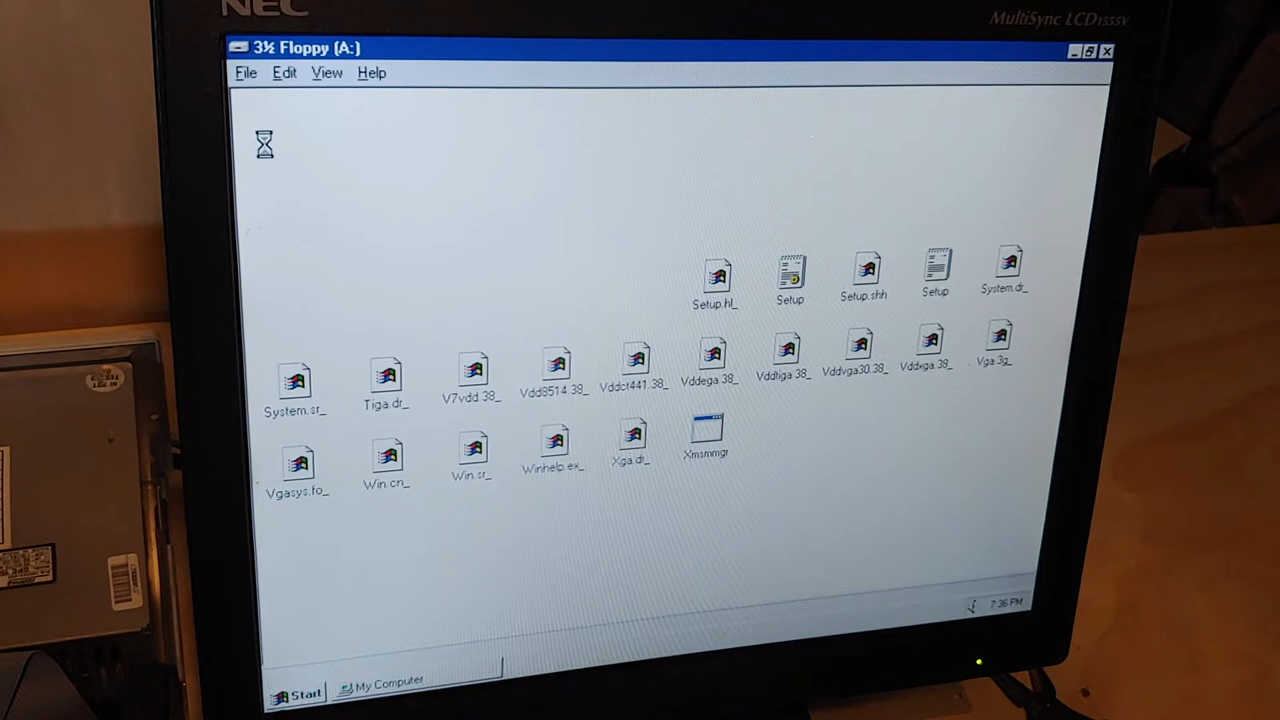 NEC
MultiSync LCD1555V
3½ Floppy (A:)
File Edit View Help
Setup.hl_ Setup Setup.shh Setup System.dr_
System.sr_ Tiga.dr_ V7vdd.38_ Vdd8514.38_ Vddct441.38_ Vddega.38_ Vddtiga.38_ Vddvga30.38_ Vddxga.38_ Vga.3g_
Vgasys.fo_ Win.cn_ Win.sr_ Winhelp.ex_ Xga.dr_ Xmsmmgr
7:36 PM
Start My Computer